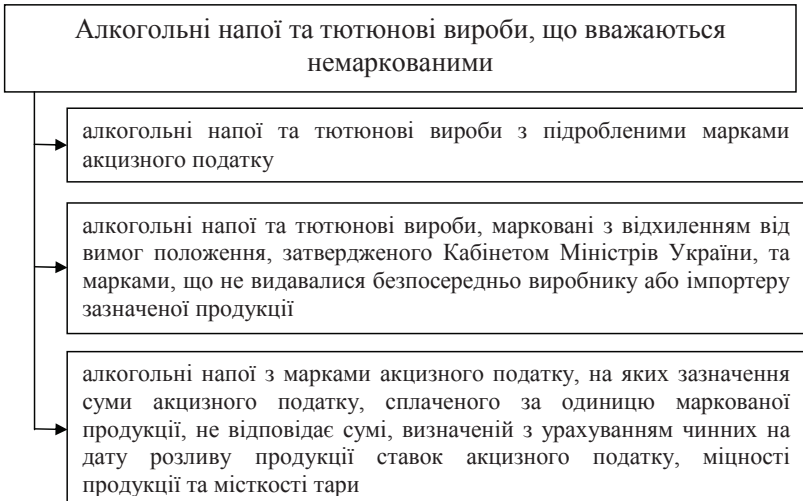 Алкогольні напої та тютюнові вироби, що вважаються
немаркованими
алкогольні напої та тютюнові вироби з підробленими марками
акцизного податку
алкогольні напої та тютюнові вироби, марковані з відхиленням від
вимог положення, затвердженого Кабінетом Міністрів України, та
марками, що не видавалися безпосередньо виробнику або імпортеру
зазначеної продукції
алкогольні напої з марками акцизного податку, на яких зазначення
суми акцизного податку, сплаченого за одиницю маркованої
продукції, не відповідає сумі, визначеній з урахуванням чинних на
дату розливу продукції ставок акцизного податку, міцності
продукції та місткості тари